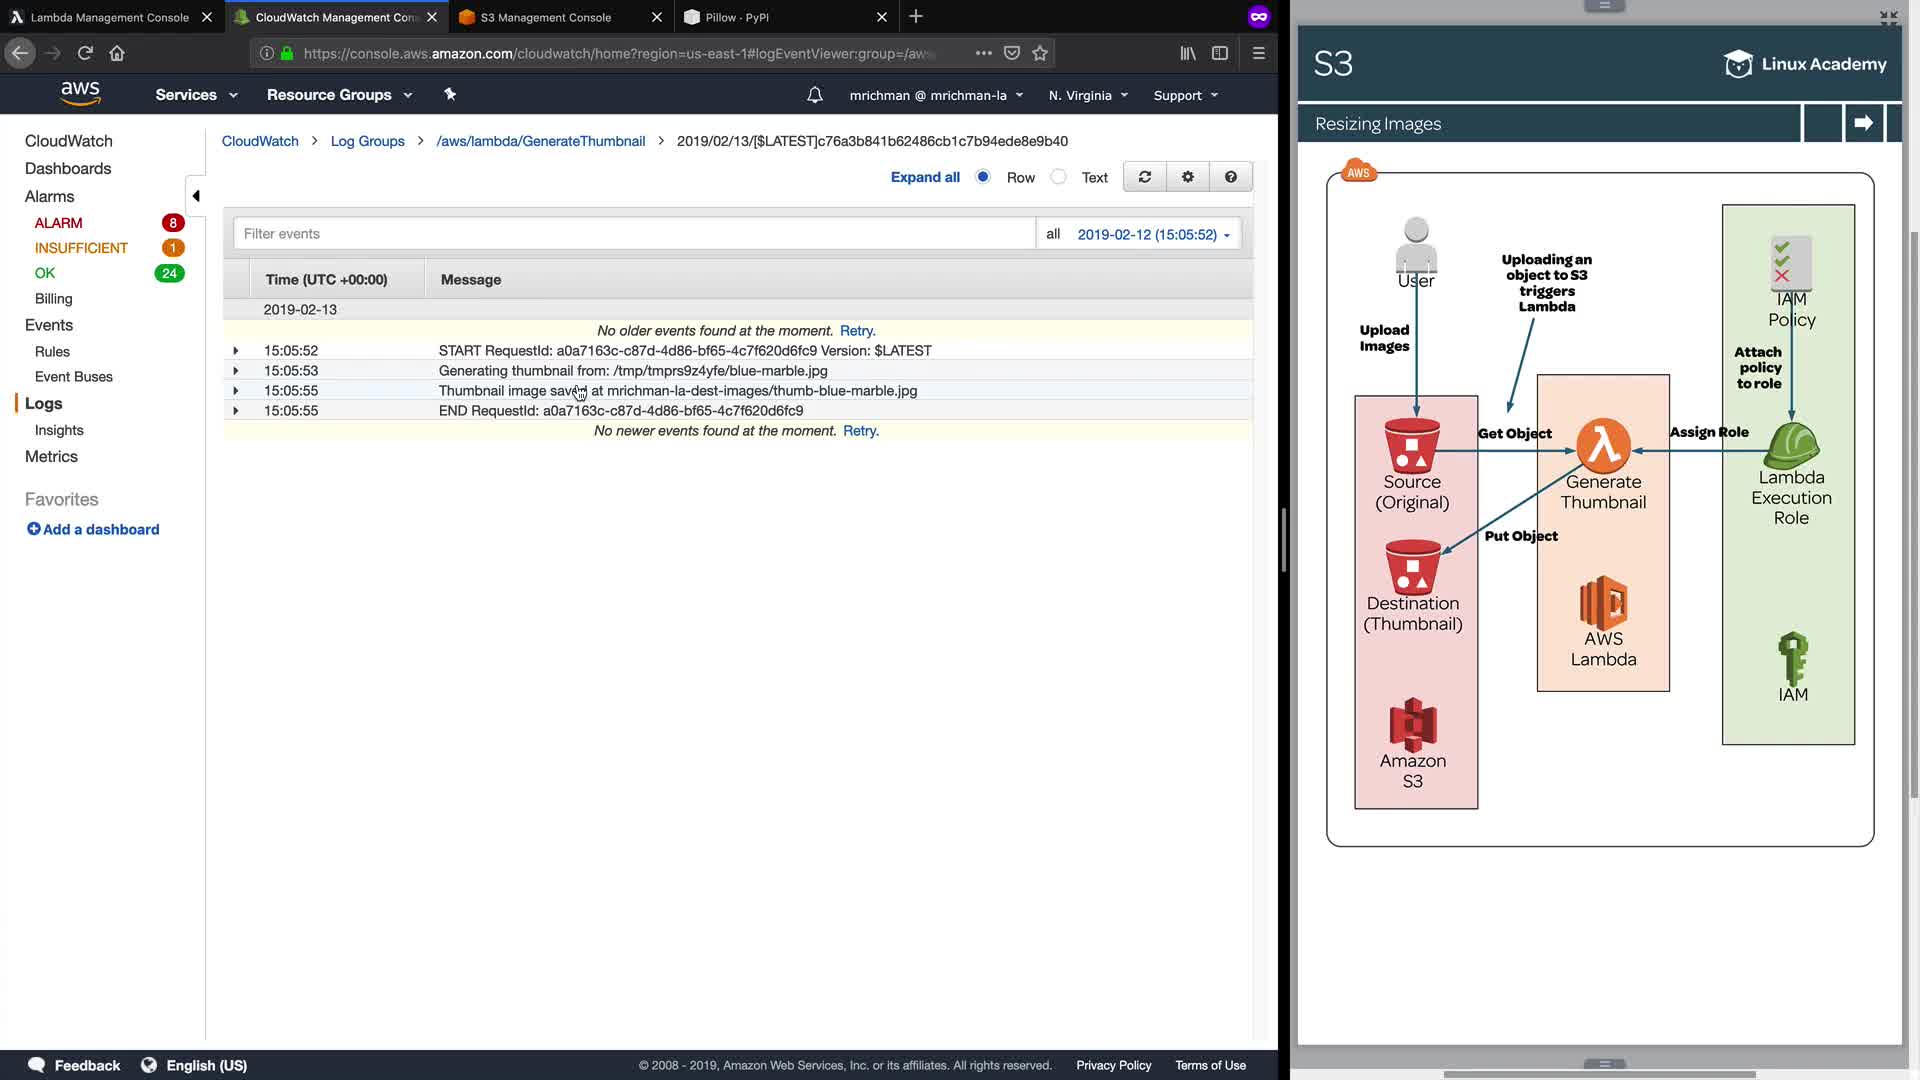 Lambda Management Console
CloudWatch Management Con
S3 Management Console
Pillow · PyPI
https://console.aws.amazon.com/cloudwatch/home?region=us-east-1#logEventViewer:group=/aws
aws
Services
Resource Groups
mrichman @ mrichman-la
N. Virginia
Support
CloudWatch
Dashboards
Alarms
ALARM 8
INSUFFICIENT 1
OK 24
Billing
Events
Rules
Event Buses
Logs
Insights
Metrics
Favorites
Add a dashboard
CloudWatch > Log Groups > /aws/lambda/GenerateThumbnail > 2019/02/13/[$LATEST]c76a3b841b62486cb1c7b94ede8e9b40
Expand all Row Text
Filter events
all 2019-02-12 (15:05:52)
Time (UTC +00:00) Message
2019-02-13
No older events found at the moment. Retry.
15:05:52 START RequestId: a0a7163c-c87d-4d86-bf65-4c7f620d6fc9 Version: $LATEST
15:05:53 Generating thumbnail from: /tmp/tmprs9z4yfe/blue-marble.jpg
15:05:55 Thumbnail image saved at mrichman-la-dest-images/thumb-blue-marble.jpg
15:05:55 END RequestId: a0a7163c-c87d-4d86-bf65-4c7f620d6fc9
No newer events found at the moment. Retry.
Feedback
English (US)
© 2008 - 2019, Amazon Web Services, Inc. or its affiliates. All rights reserved.
Privacy Policy
Terms of Use
S3
Linux Academy
Resizing Images
AWS
User
Uploading an
object to S3
triggers
Lambda
Upload
Images
IAM
Policy
Attach
policy
to role
Get Object
Assign Role
Source
(Original)
Generate
Thumbnail
Lambda
Execution
Role
Put Object
Destination
(Thumbnail)
AWS
Lambda
IAM
Amazon
S3